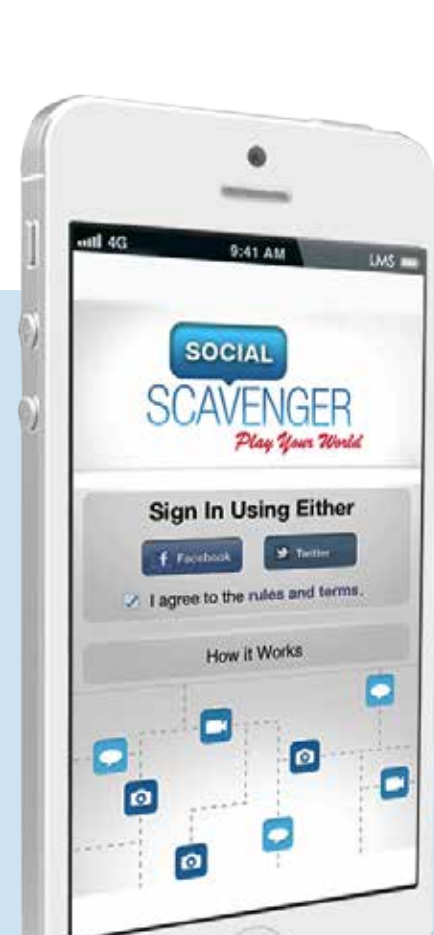 4G 9:41 AM LMS
SOCIAL
SCAVENGER
Play Your World
Sign In Using Either
f Facebook Twitter
I agree to the rules and terms.
How it Works